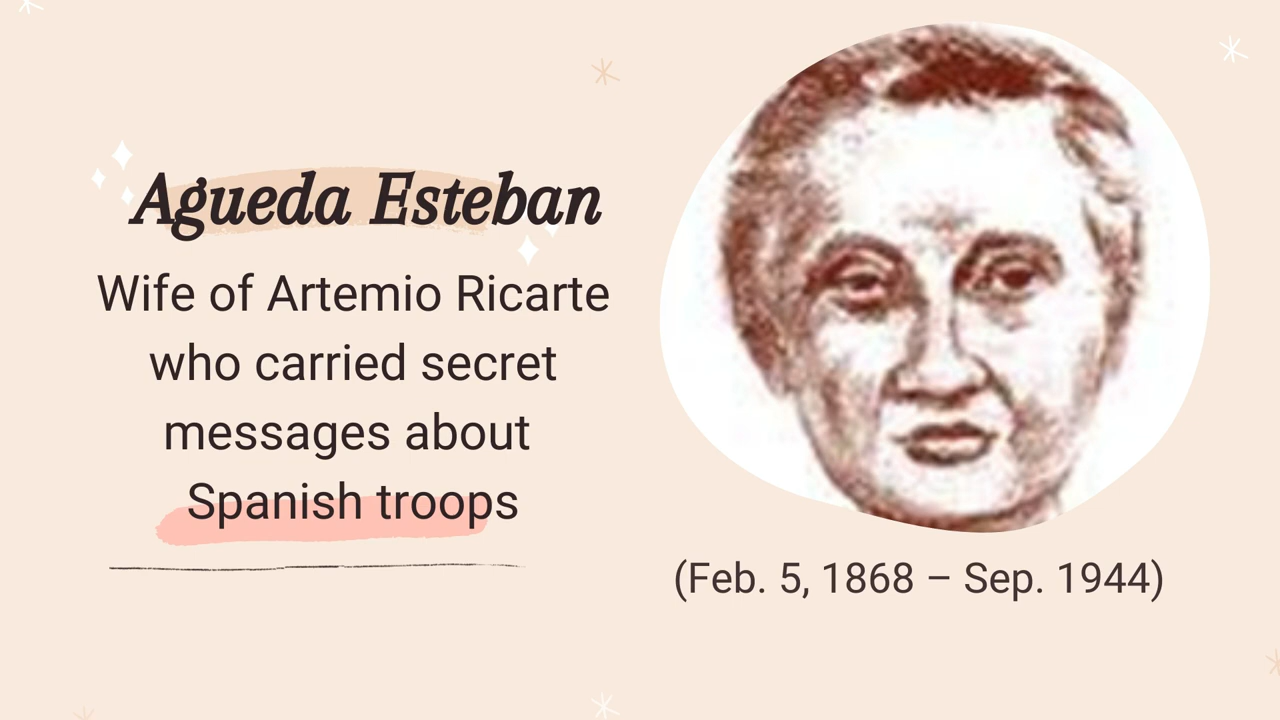 Agueda Esteban
Wife of Artemio Ricarte
who carried secret
messages about
Spanish troops
(Feb. 5, 1868 – Sep. 1944)